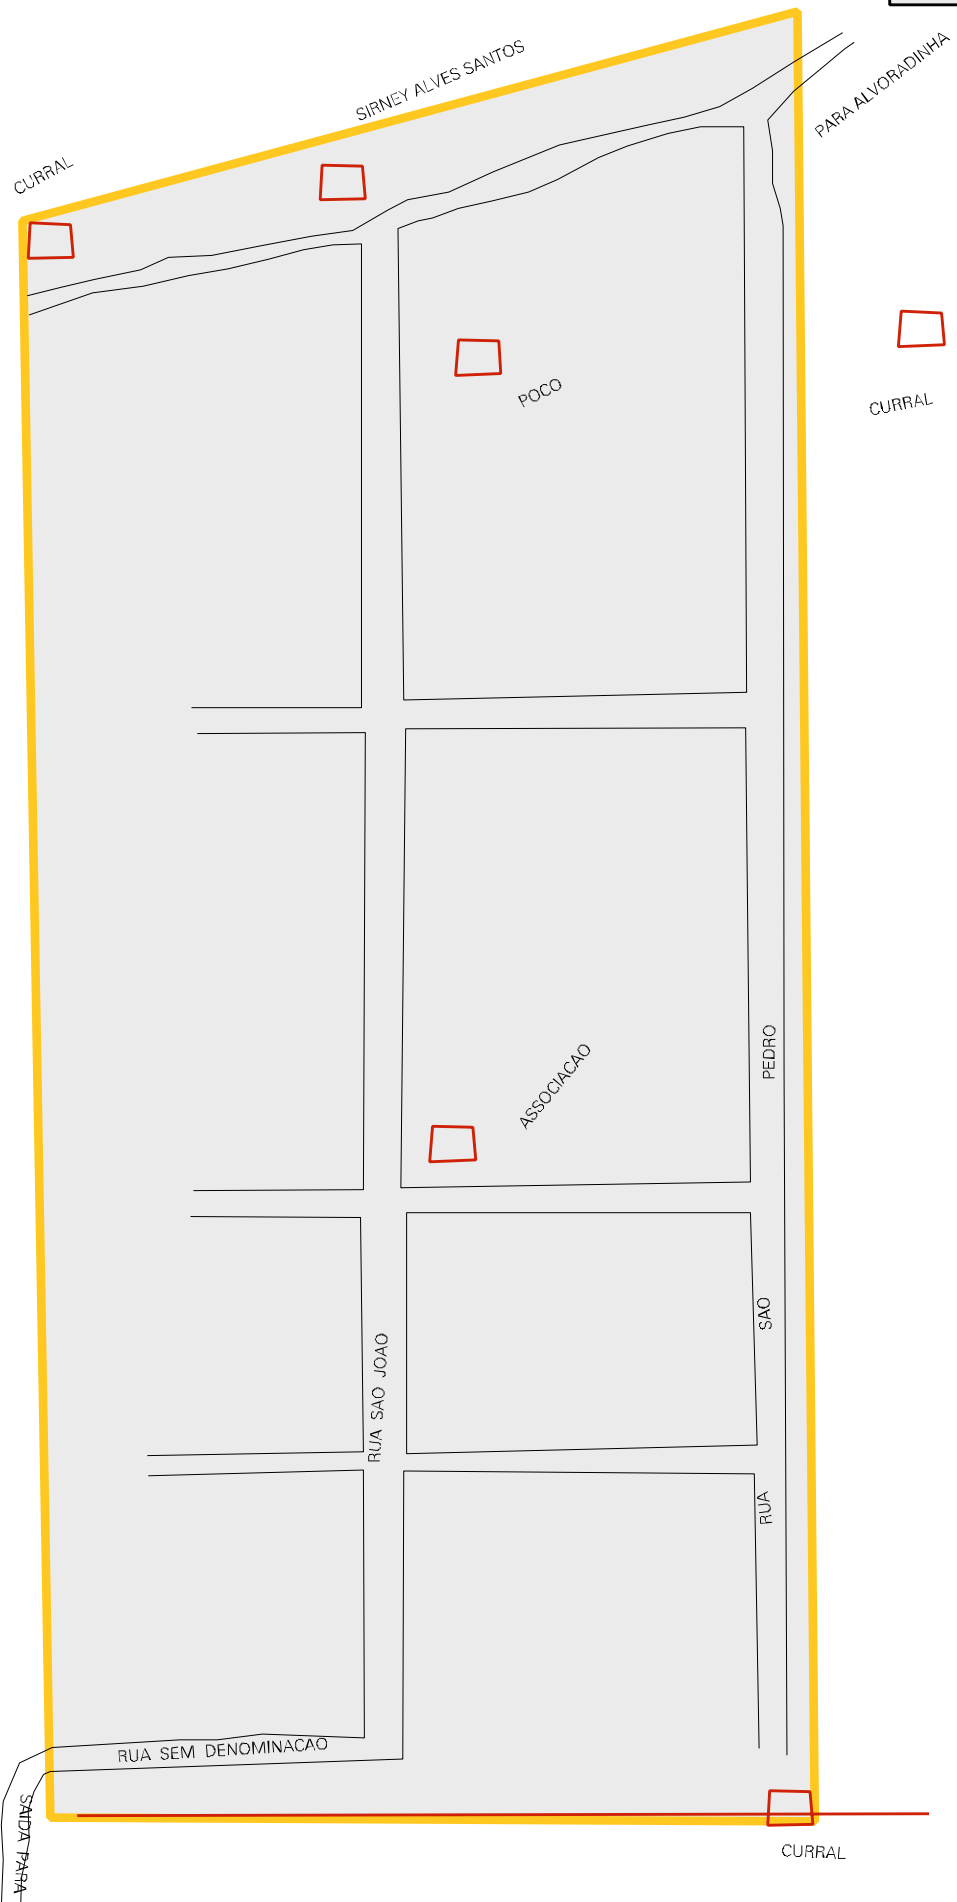 SIRNEY ALVES SANTOS
PARA ALVORADINHA
CURRAL
POCO
CURRAL
PEDRO
ASSOCIACAO
SAO
RUA SAO JOAO
RUA
RUA SEM DENOMINACAO
SAIDA PARA
CURRAL